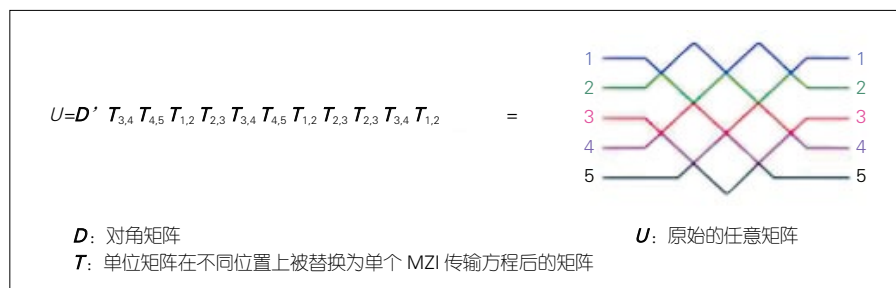 1 1
2 2
U=D’ T3,4 T4,5 T1,2 T2,3 T3,4 T4,5 T1,2 T2,3 T2,3 T3,4 T1,2 = 3 3
4 4
5 5
D：对角矩阵 U：原始的任意矩阵
T：单位矩阵在不同位置上被替换为单个 MZI 传输方程后的矩阵